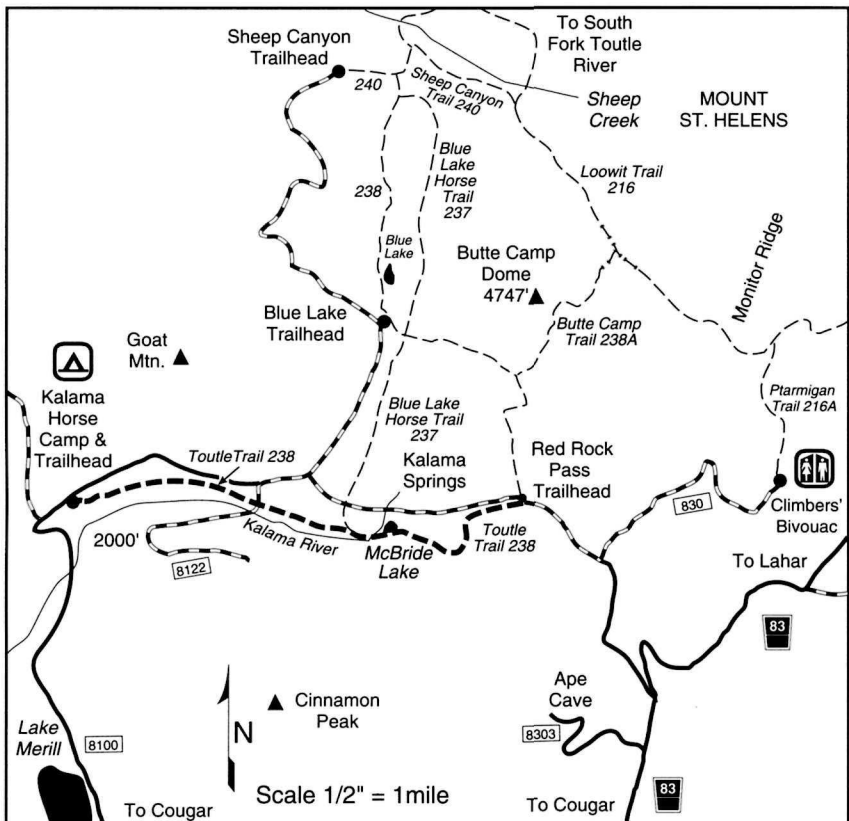 To South
Fork Toutle
River
Sheep Canyon
Trailhead
240
Sheep Canyon
Trail 240
Sheep
Creek
MOUNT
ST. HELENS
Blue
Lake
Horse
Trail
237
238
Loowit Trail
216
Blue
Lake
Butte Camp
Dome
4747'
Monitor Ridge
Blue Lake
Trailhead
Butte Camp
Trail 238A
Goat
Mtn.
Kalama
Horse
Camp &
Trailhead
Ptarmigan
Trail 216A
Blue Lake
Horse Trail
237
Toutle Trail 238
Kalama
Springs
Red Rock
Pass
Trailhead
830
Climbers'
Bivouac
2000'
Kalama River
McBride
Lake
Toutle
Trail 238
8122
To Lahar
83
Ape
Cave
Cinnamon
Peak
N
8303
Lake
Merill
8100
Scale 1/2" = 1mile
83
To Cougar
To Cougar